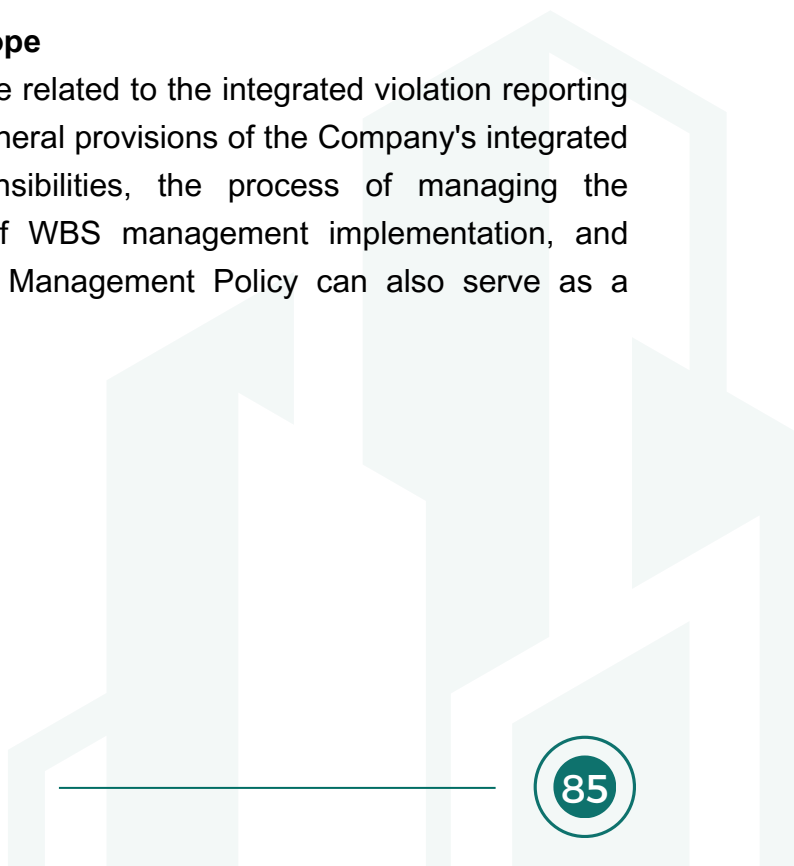 ope
e related to the integrated violation reporting
neral provisions of the Company's integrated
nsibilities, the process of managing the
f WBS management implementation, and
Management Policy can also serve as a
85